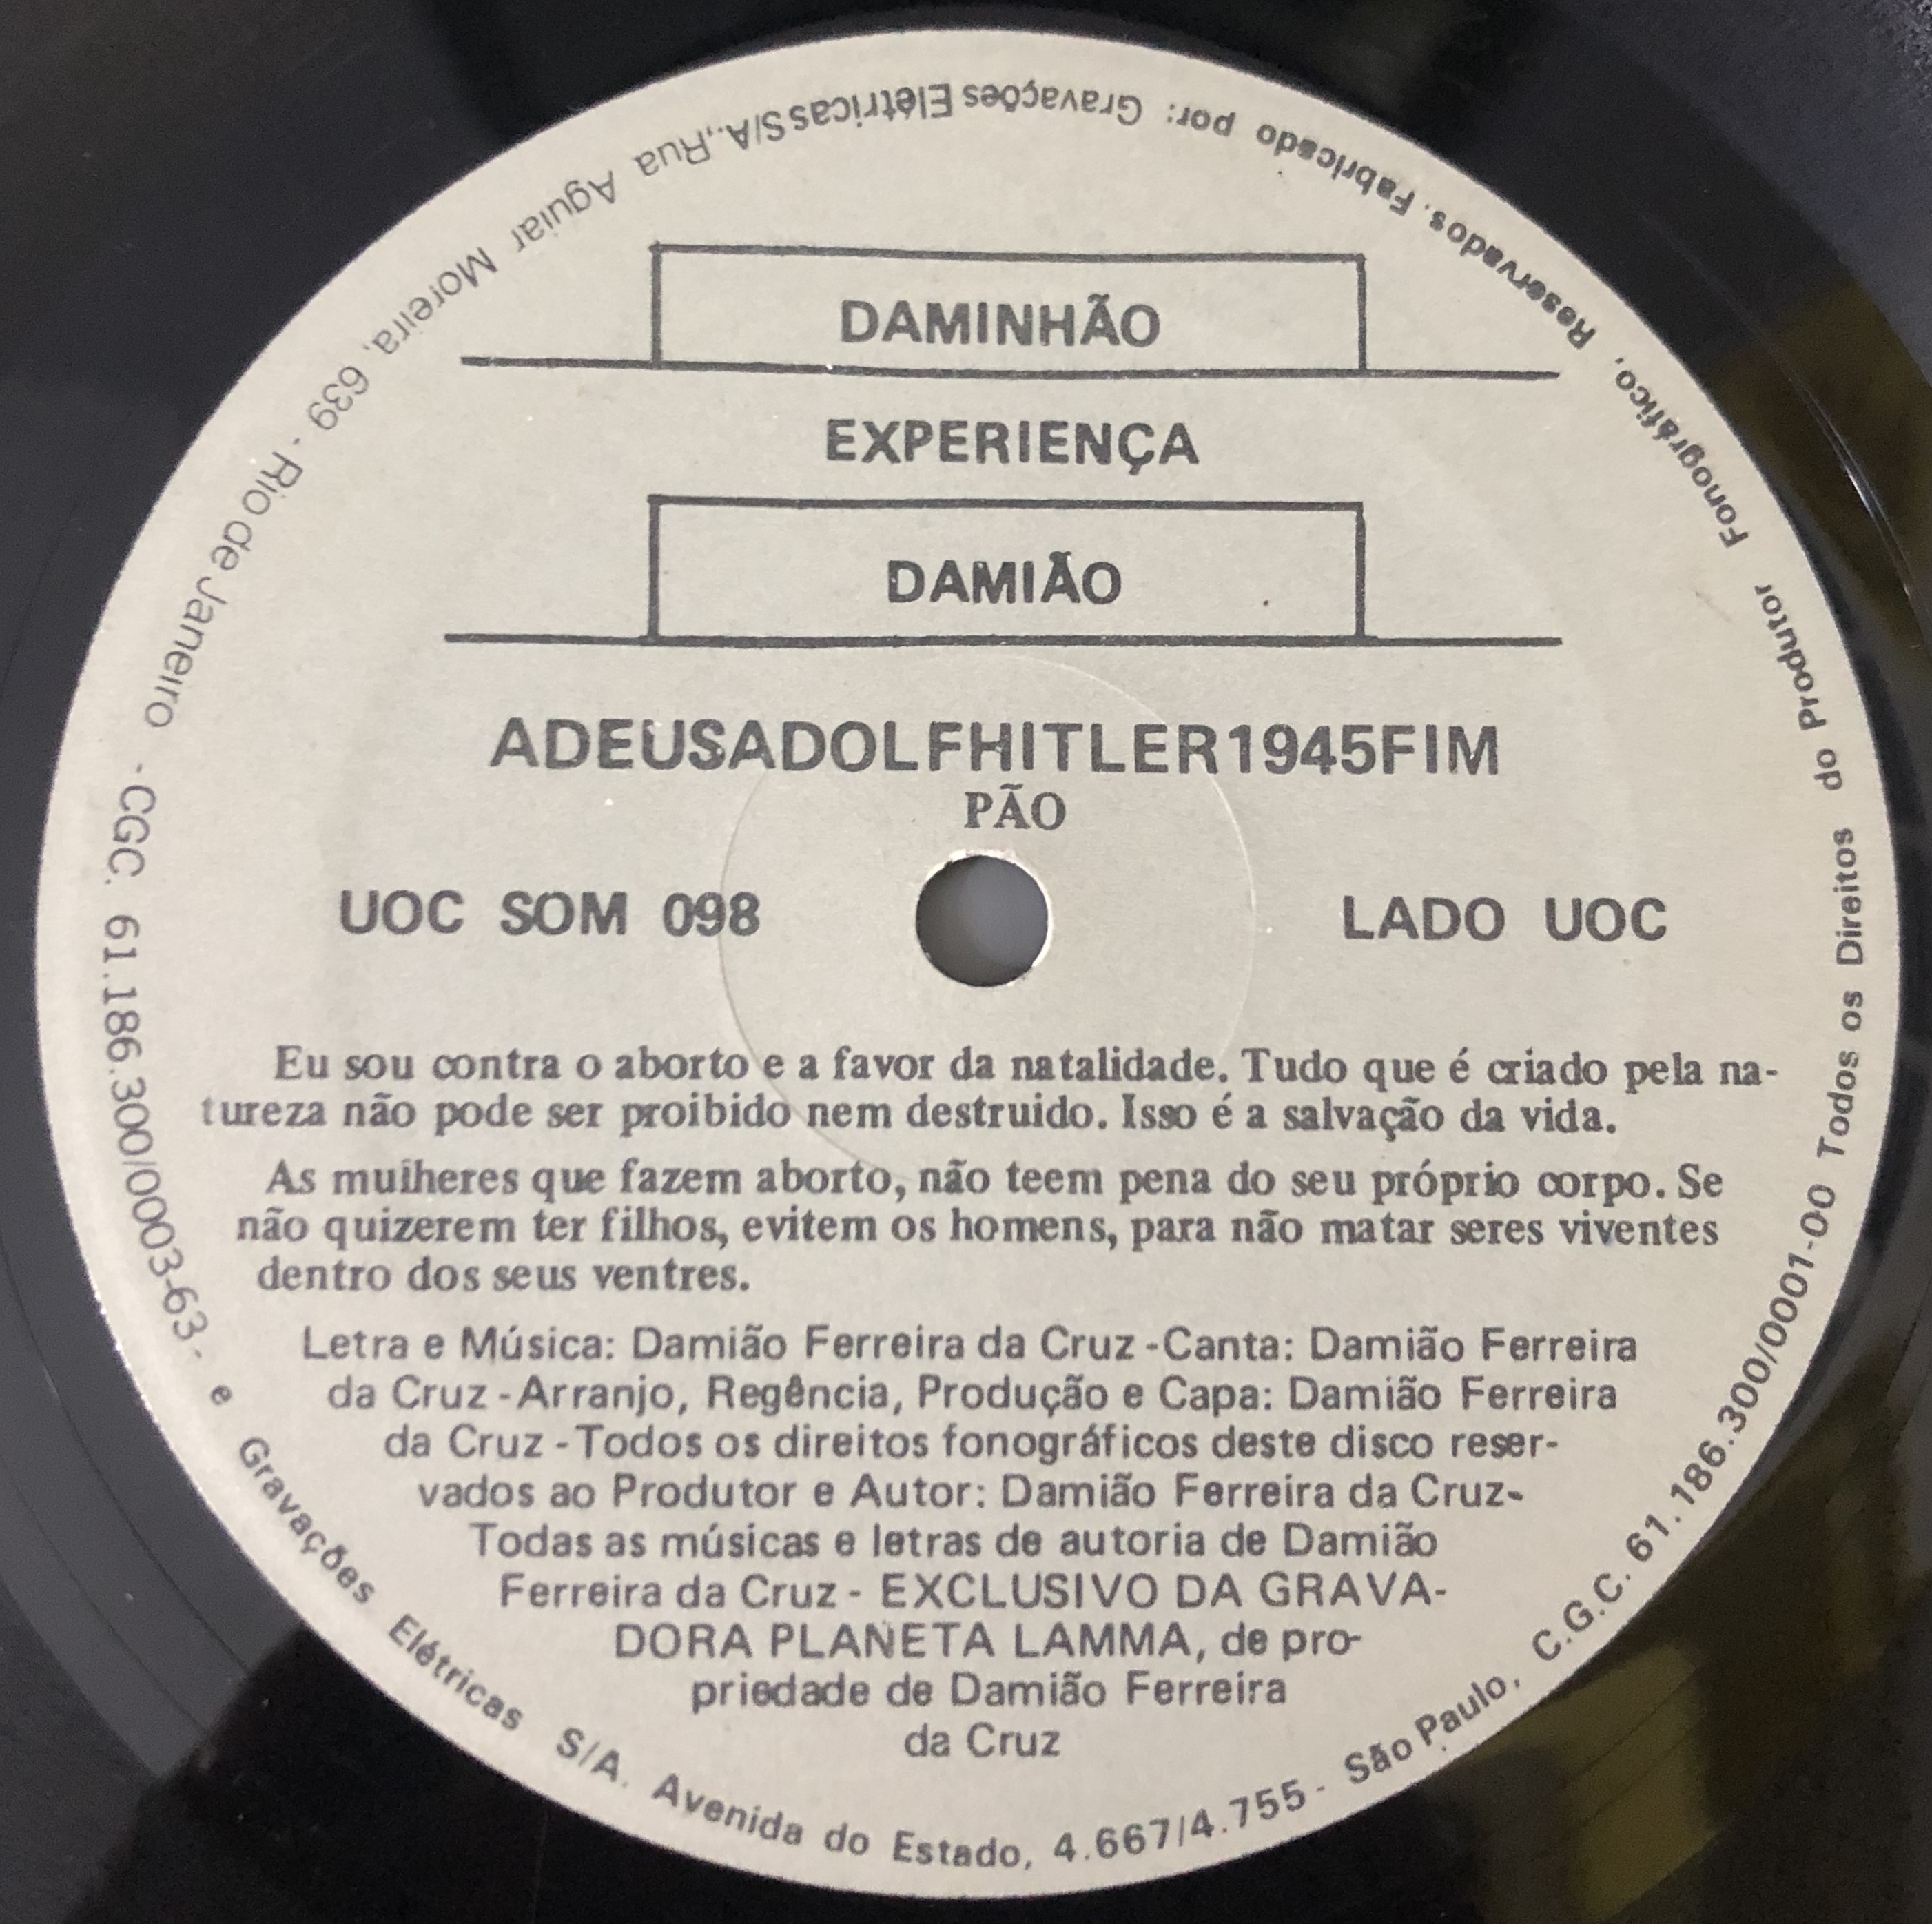 DAMINHÃO
EXPERIENÇA
DAMIÃO
ADEUSADOLFHITLER1945FIM
PÃO
UOC SOM 098
LADO UOC
Eu sou contra o aborto e a favor da natalidade. Tudo que é criado pela na-
tureza não pode ser proibido nem destruido. Isso é a salvação da vida.
As mulheres que fazem aborto, não teem pena do seu próprio corpo. Se
não quizerem ter filhos, evitem os homens, para não matar seres viventes
dentro dos seus ventres.
Letra e Música: Damião Ferreira da Cruz -Canta: Damião Ferreira
da Cruz -Arranjo, Regência, Produção e Capa: Damião Ferreira
da Cruz -Todos os direitos fonográficos deste disco reser-
vados ao Produtor e Autor: Damião Ferreira da Cruz-
Todas as músicas e letras de autoria de Damião
Ferreira da Cruz - EXCLUSIVO DA GRAVA-
DORA PLANETA LAMMA, de pro-
priedade de Damião Ferreira
da Cruz
Fabricado por: Gravações Elétricas S/A., Rua Aguiar Moreira, 639 - Rio de Janeiro - CGC. 61.186.300/0003-63 - e Gravações Elétricas S/A. Avenida do Estado, 4.667/4.755 - São Paulo, C.G.C. 61.186.300/0001-00 Todos os Direitos do Produtor Fonográfico, Reservados.